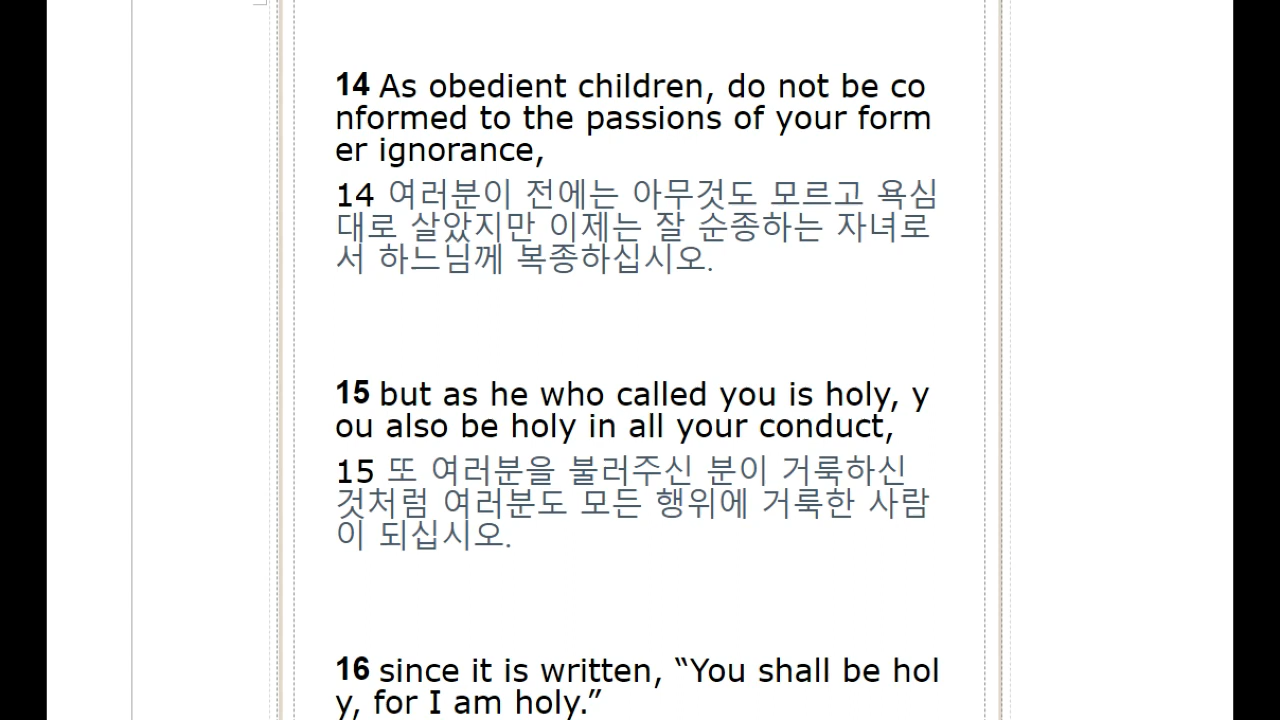 14 As obedient children, do not be co
nformed to the passions of your form
er ignorance,
14 여러분이 전에는 아무것도 모르고 욕심
대로 살았지만 이제는 잘 순종하는 자녀로
서 하느님께 복종하십시오.
15 but as he who called you is holy, y
ou also be holy in all your conduct,
15 또 여러분을 불러주신 분이 거룩하신
것처럼 여러분도 모든 행위에 거룩한 사람
이 되십시오.
16 since it is written, “You shall be hol
y, for I am holy.”